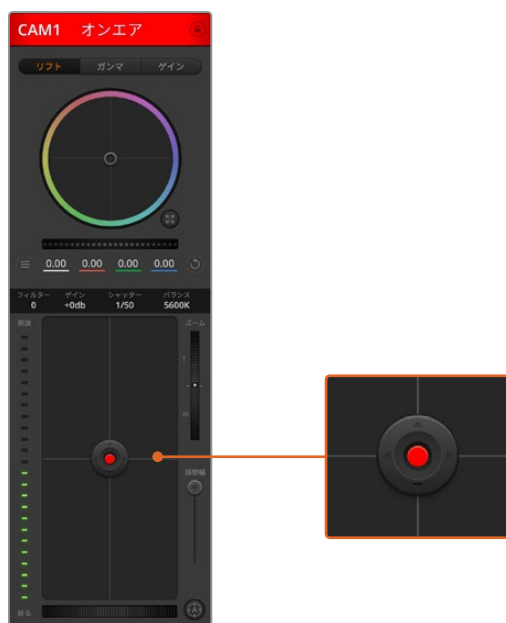 CAM1 オンエア
リフト ガンマ ゲイン
0.00 0.00 0.00 0.00
フィルター ゲイン シャッター バランス
0 +0db 1/50 5600K
開放 ズーム
T
W
調整幅
絞る